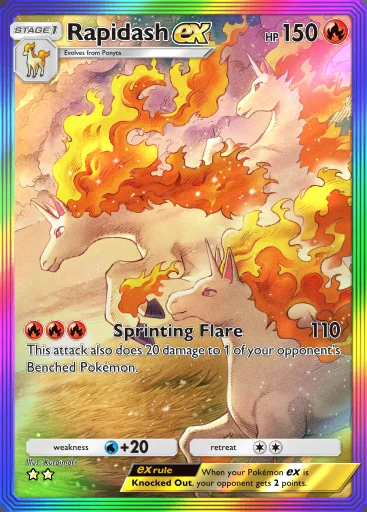 STAGE 1
Rapidash ex
HP 150
Evolves from Ponyta
Sprinting Flare 110
This attack also does 20 damage to 1 of your opponent's
Benched Pokémon.
weakness +20 retreat
Illus.
ex rule When your Pokémon ex is
Knocked Out, your opponent gets 2 points.